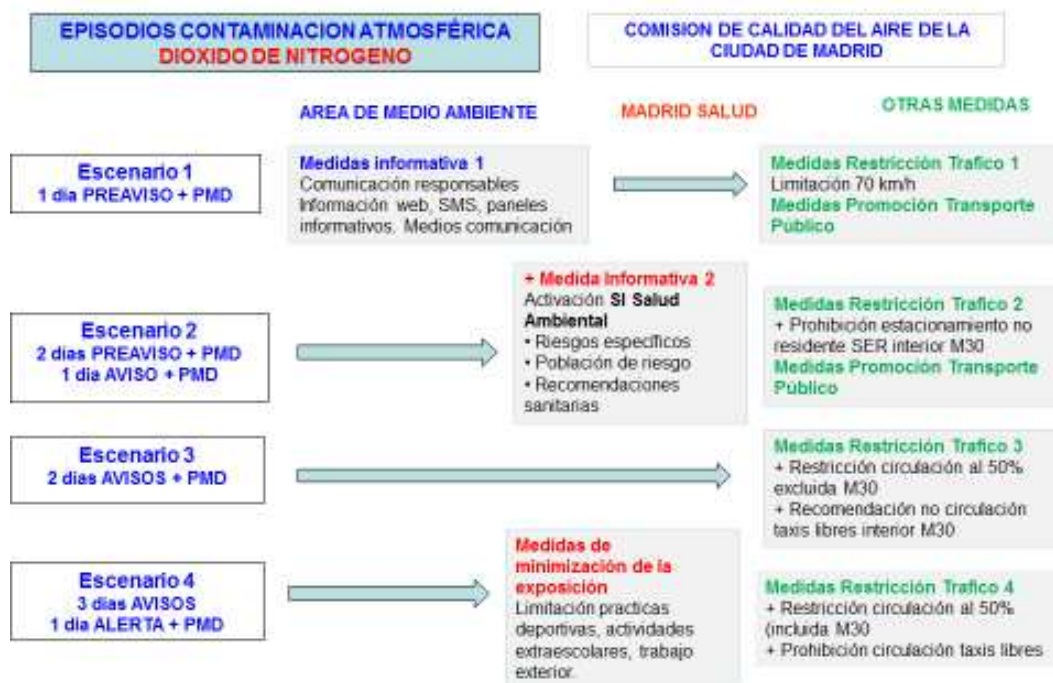 EPISODIOS CONTAMINACION ATMOSFÉRICA
DIOXIDO DE NITROGENO
COMISION DE CALIDAD DEL AIRE DE LA
CIUDAD DE MADRID
AREA DE MEDIO AMBIENTE
MADRID SALUD
OTRAS MEDIDAS
Escenario 1
1 dia PREAVISO + PMD
Medidas informativa 1
Comunicación responsables
Información web, SMS, paneles
informativos, Medios comunicación
Medidas Restricción Trafico 1
Limitación 70 km/h
Medidas Promoción Transporte
Público
Escenario 2
2 dias PREAVISO + PMD
1 dia AVISO + PMD
+ Medida Informativa 2
Activación SI Salud
Ambiental
• Riesgos específicos
• Población de riesgo
• Recomendaciones
sanitarias
Medidas Restricción Trafico 2
+ Prohibición estacionamiento no
residente SER interior M30
Medidas Promoción Transporte
Público
Escenario 3
2 dias AVISOS + PMD
Medidas Restricción Trafico 3
+ Restricción circulación al 50%
excluida M30
+ Recomendación no circulación
taxis libres interior M30
Escenario 4
3 dias AVISOS
1 dia ALERTA + PMD
Medidas de
minimización de la
exposición
Limitación practicas
deportivas, actividades
extraescolares, trabajo
exterior.
Medidas Restricción Trafico 4
+ Restricción circulación al 50%
(incluida M30
+ Prohibición circulación taxis libres